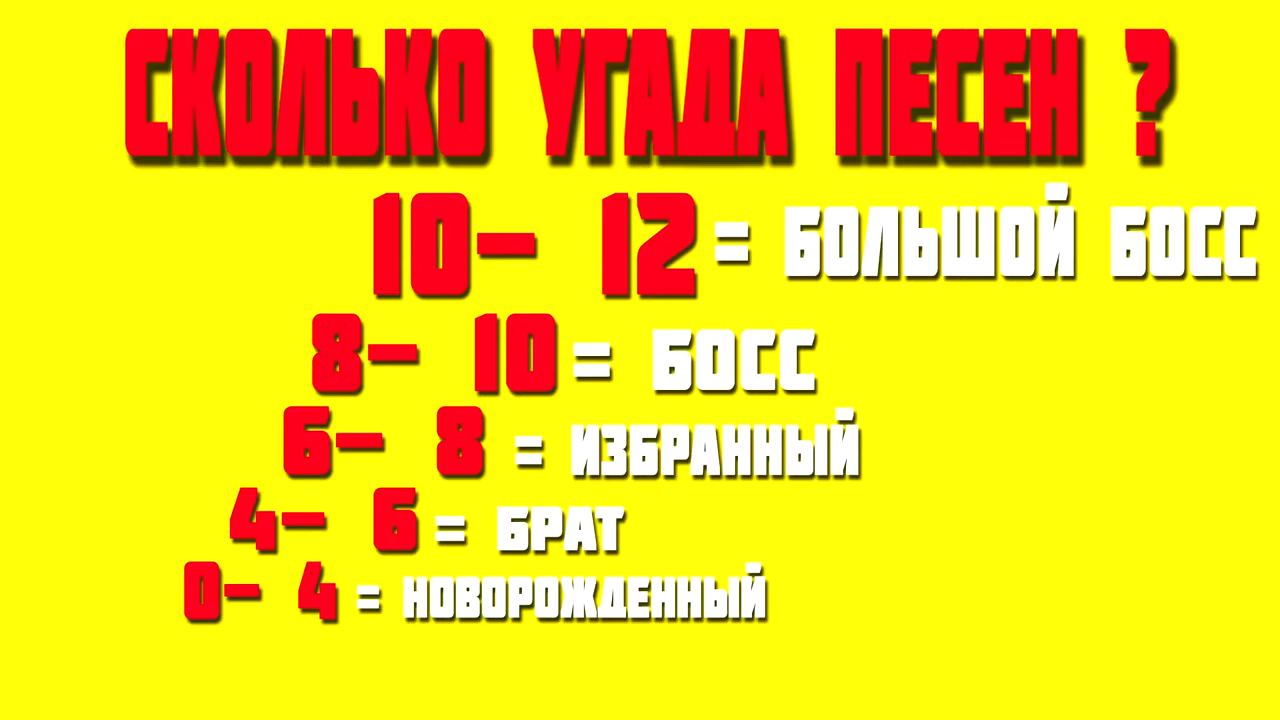 СКОЛЬКО УГАДА ПЕСЕН ?
10- 12 = БОЛЬШОЙ БОСС
8- 10 = БОСС
6- 8 = ИЗБРАННЫЙ
4- 6 = БРАТ
0- 4 = НОВОРОЖДЕННЫЙ